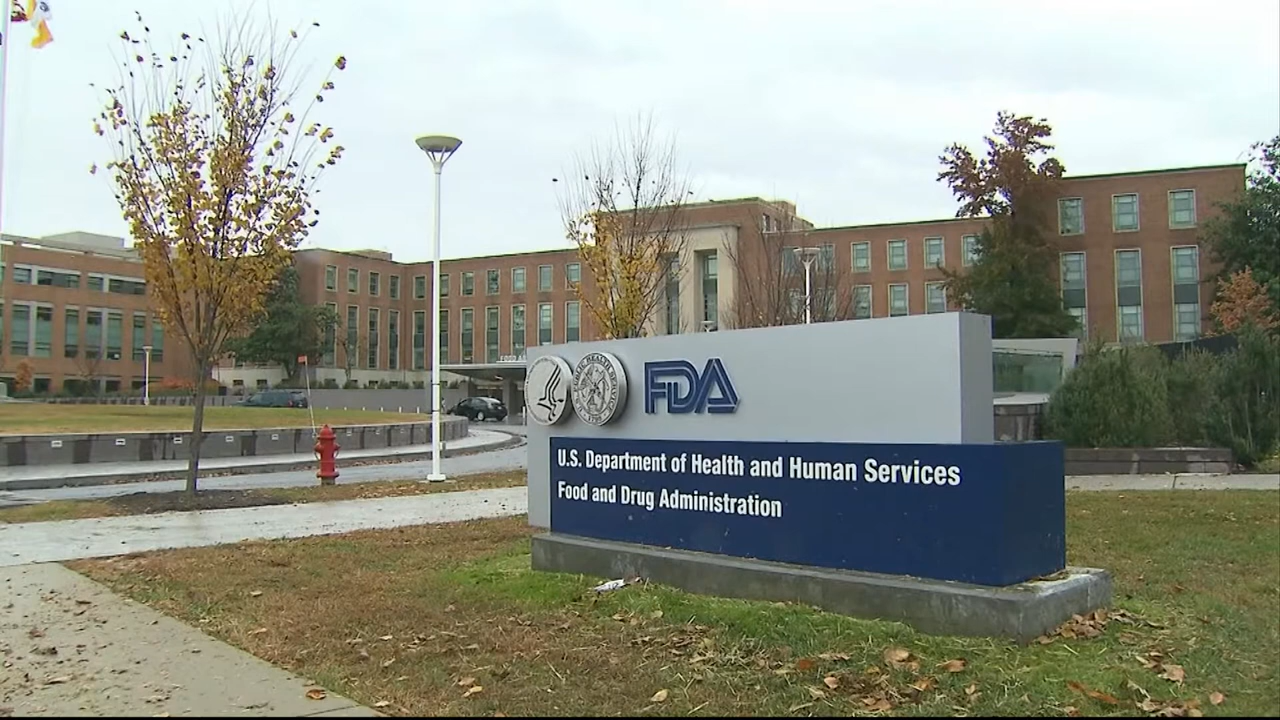 FDA
U.S. Department of Health and Human Services
Food and Drug Administration